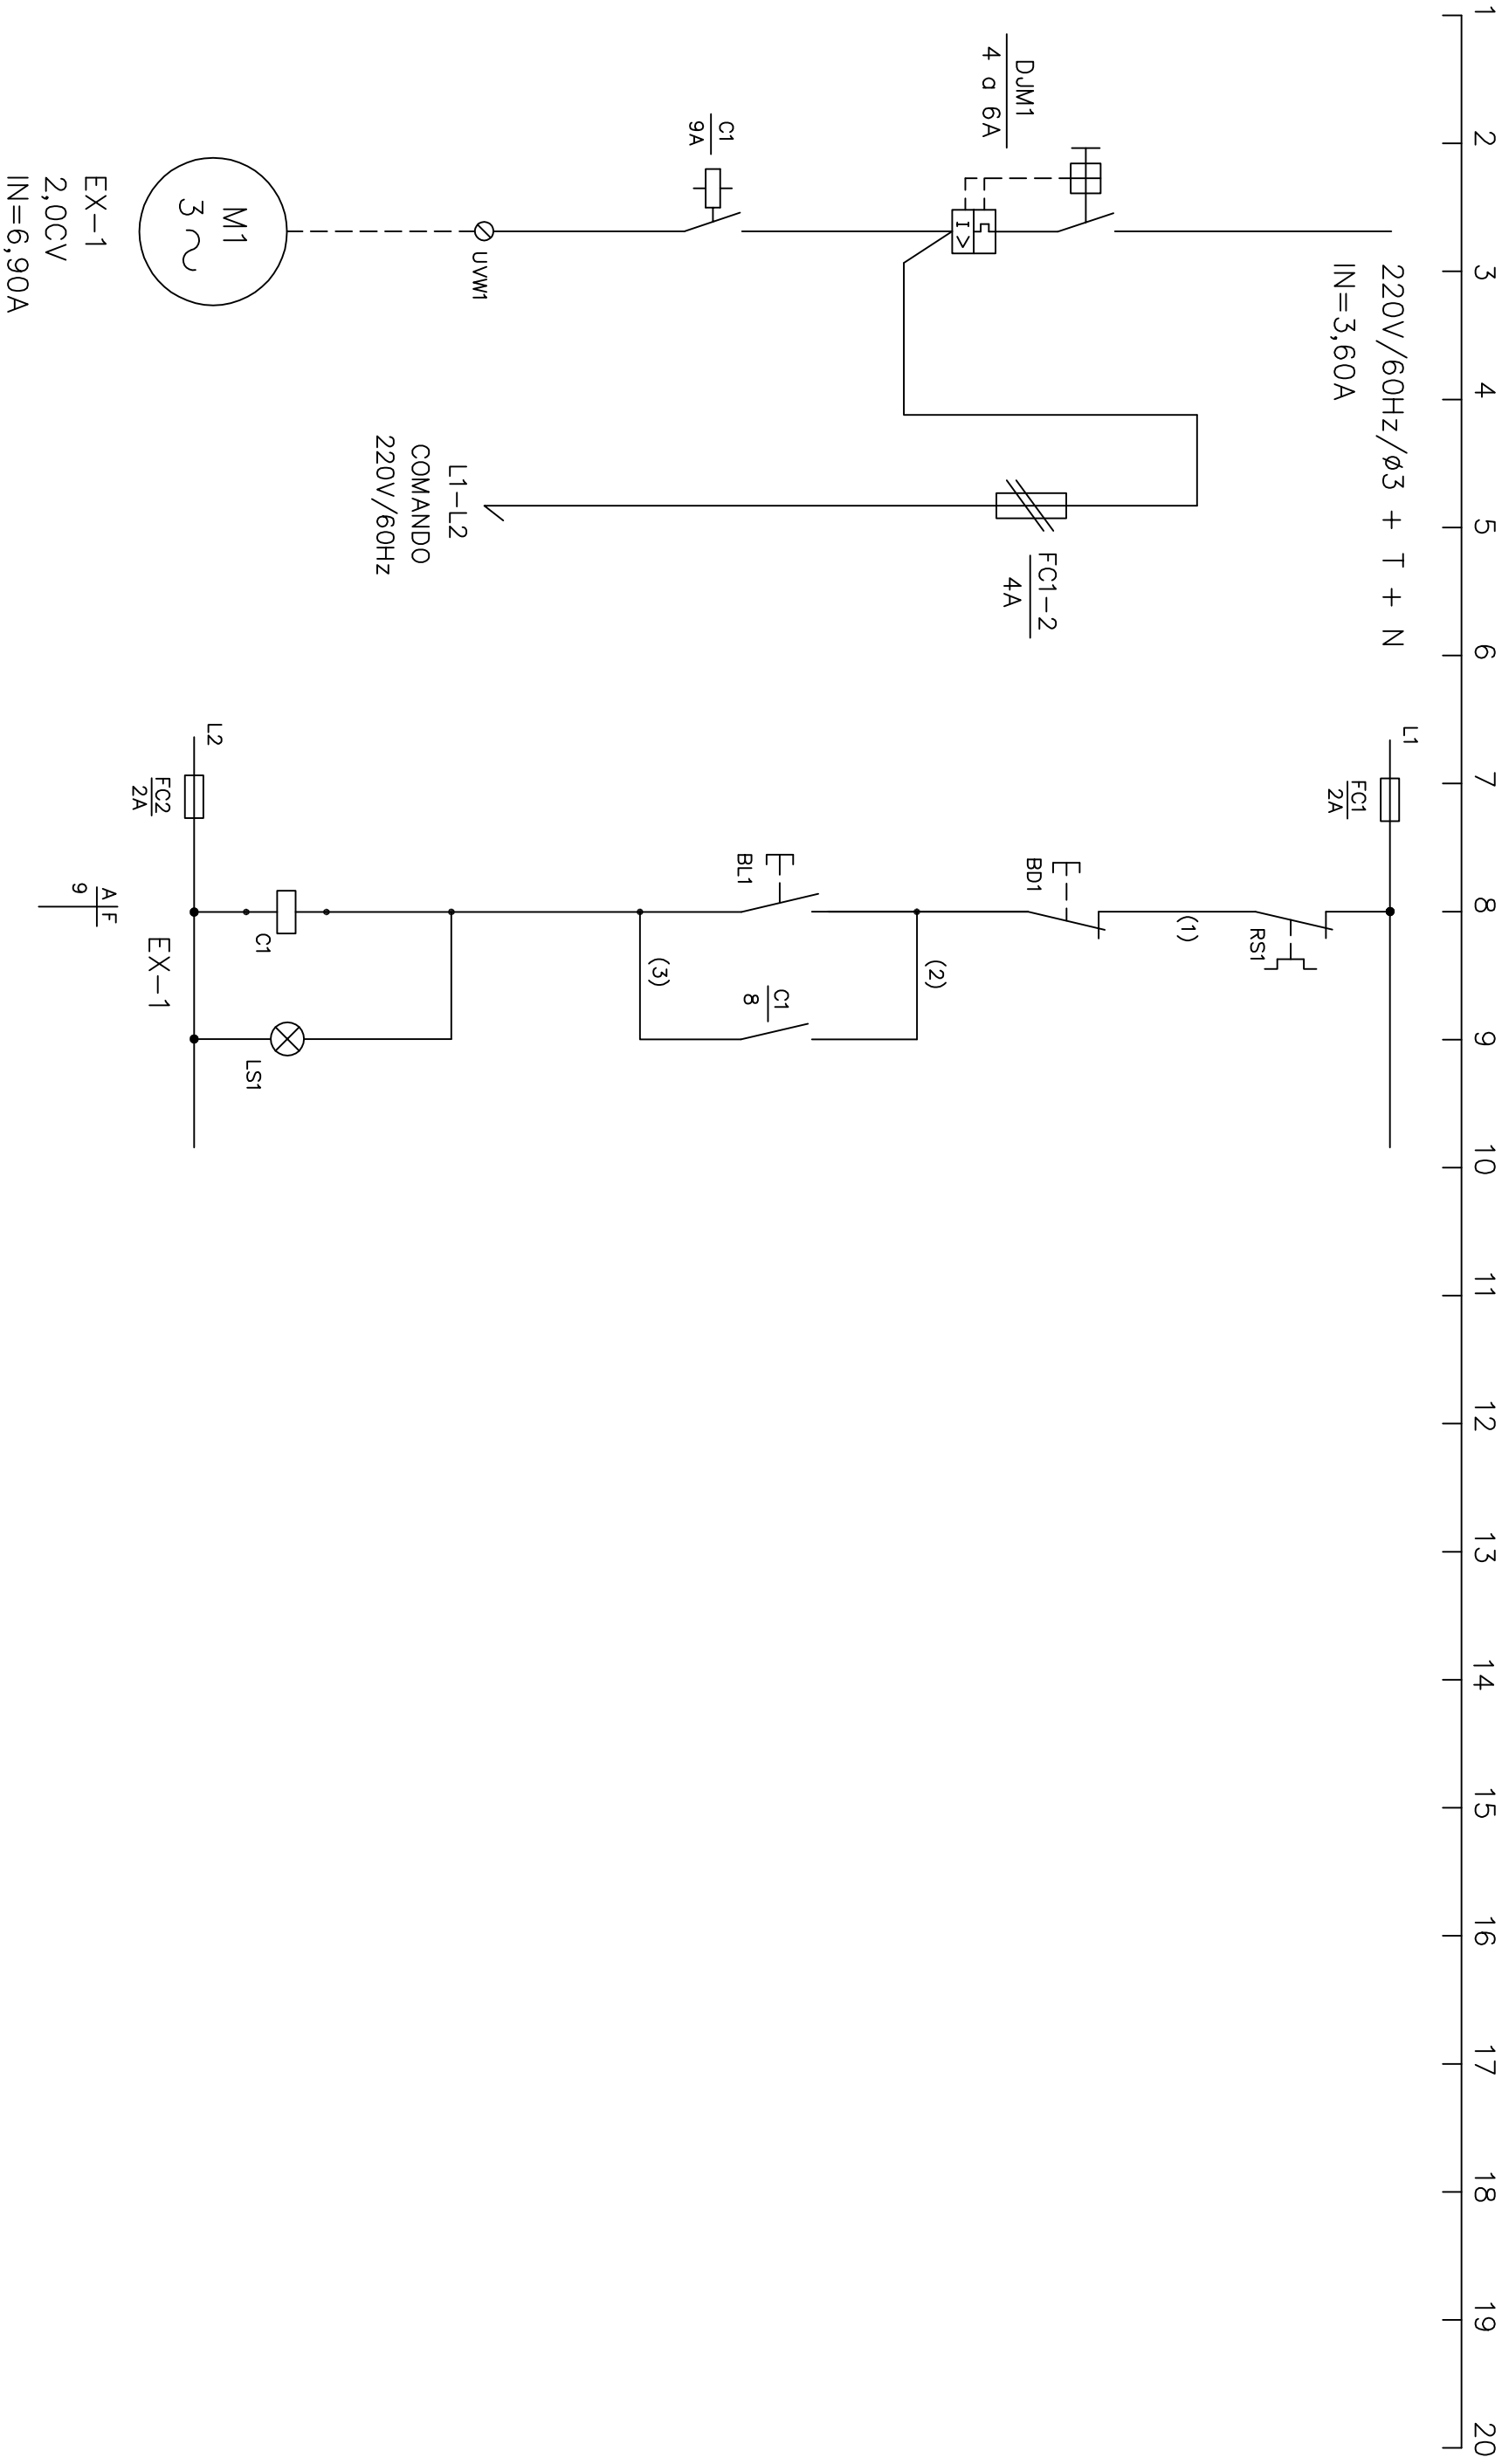 1 2 3 4 5 6 7 8 9 10 11 12 13 14 15 16 17 18 19 20
220V/60Hz/ø3 + T + N
IN=3,60A
DJM1
4 a 6A
I>
C1
9A
UVW1
M1
3
EX-1
2,0CV
IN=6,90A
FC1-2
4A
L1-L2
COMANDO
220V/60Hz
L1
FC1
2A
RS1
(1)
BD1
(2)
BL1
C1
8
(3)
C1
LS1
L2
FC2
2A
EX-1
A F
9